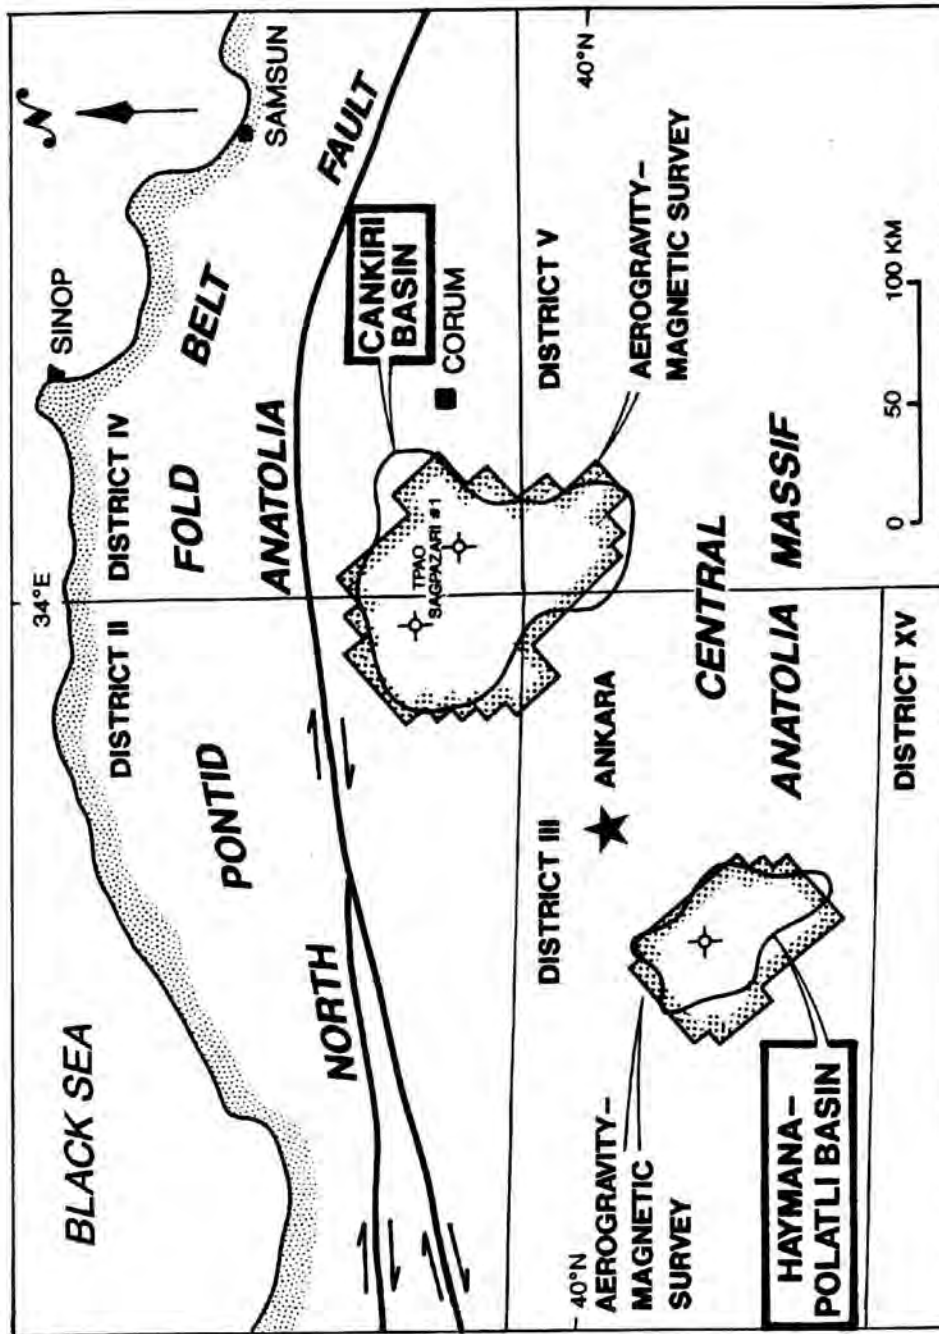 BLACK SEA
34°E
SINOP
N
SAMSUN
DISTRICT II
DISTRICT IV
PONTID
FOLD
BELT
NORTH
ANATOLIA
FAULT
CANKIRI
BASIN
CORUM
TPAO
SAGPAZARI #1
DISTRICT III
DISTRICT V
40°N
40°N
ANKARA
AEROGRAVITY–
MAGNETIC SURVEY
AEROGRAVITY–
MAGNETIC
SURVEY
CENTRAL
ANATOLIA MASSIF
HAYMANA–
POLATLI BASIN
DISTRICT XV
0 50 100 KM